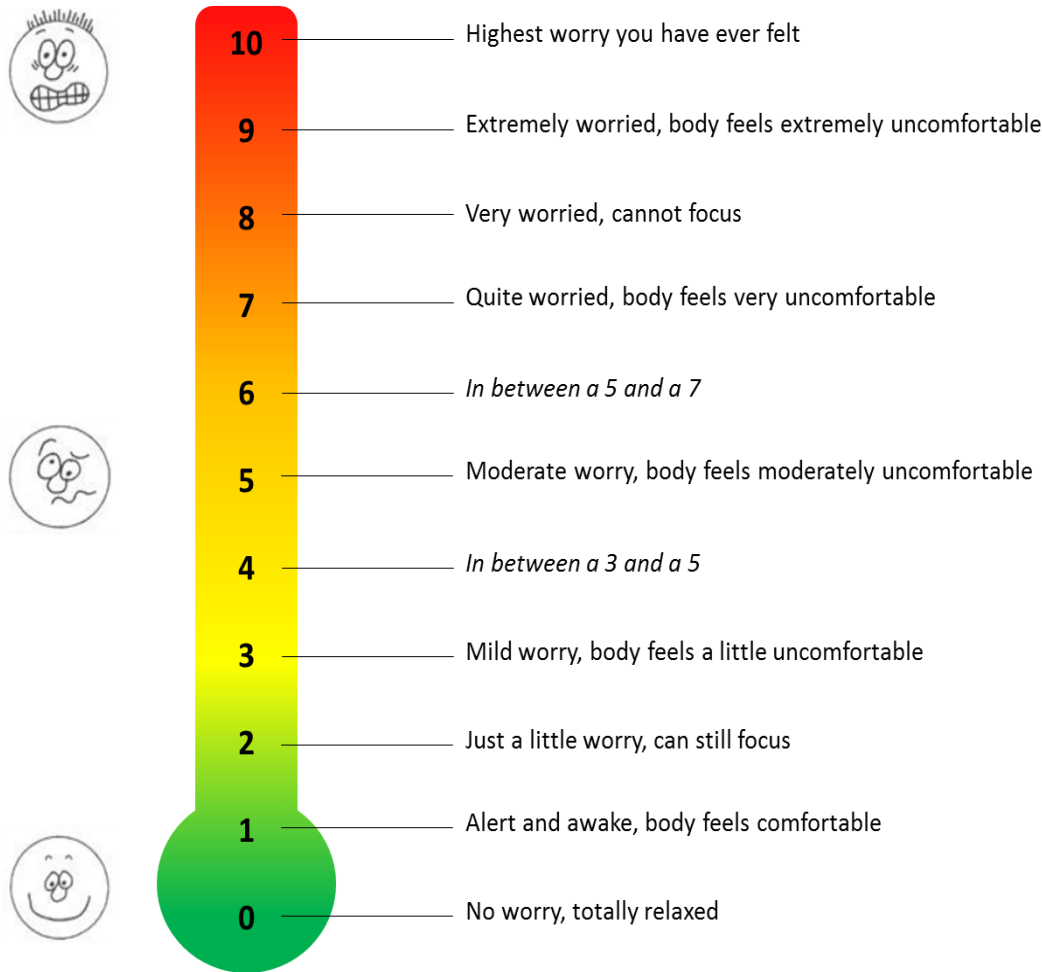 10 Highest worry you have ever felt
9 Extremely worried, body feels extremely uncomfortable
8 Very worried, cannot focus
7 Quite worried, body feels very uncomfortable
6 In between a 5 and a 7
5 Moderate worry, body feels moderately uncomfortable
4 In between a 3 and a 5
3 Mild worry, body feels a little uncomfortable
2 Just a little worry, can still focus
1 Alert and awake, body feels comfortable
0 No worry, totally relaxed